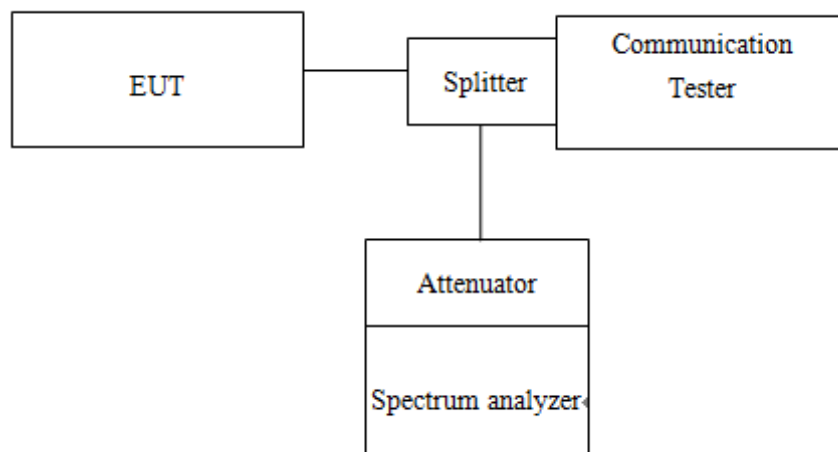 EUT
Splitter
Communication
Tester
Attenuator
Spectrum analyzer